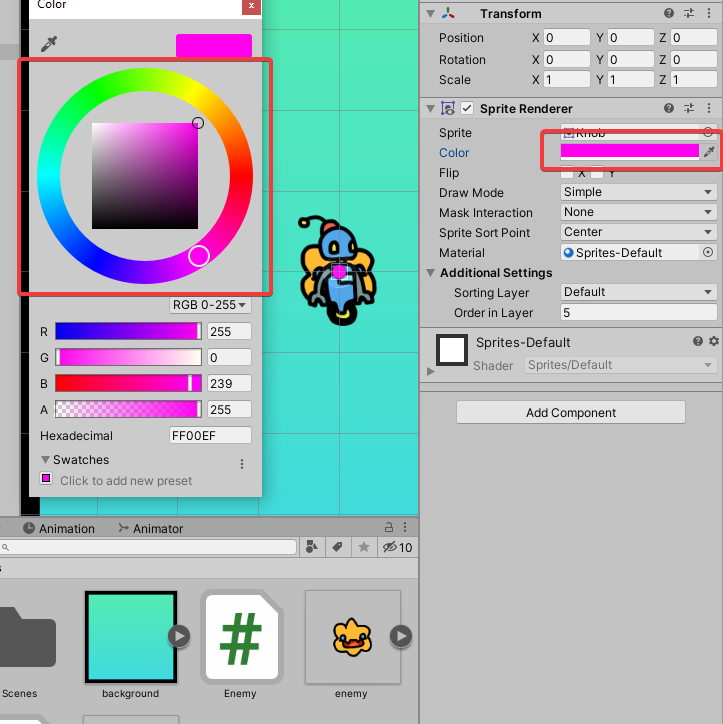 Color
x
RGB 0-255
R 255
G 0
B 239
A 255
Hexadecimal FF00EF
Swatches
Click to add new preset
Transform
Position X 0 Y 0 Z 0
Rotation X 0 Y 0 Z 0
Scale X 1 Y 1 Z 1
Sprite Renderer
Sprite Knob
Color
Flip X Y
Draw Mode Simple
Mask Interaction None
Sprite Sort Point Center
Material Sprites-Default
Additional Settings
Sorting Layer Default
Order in Layer 5
Sprites-Default
Shader Sprites/Default
Add Component
Animation Animator
10
s
Scenes background Enemy enemy
#